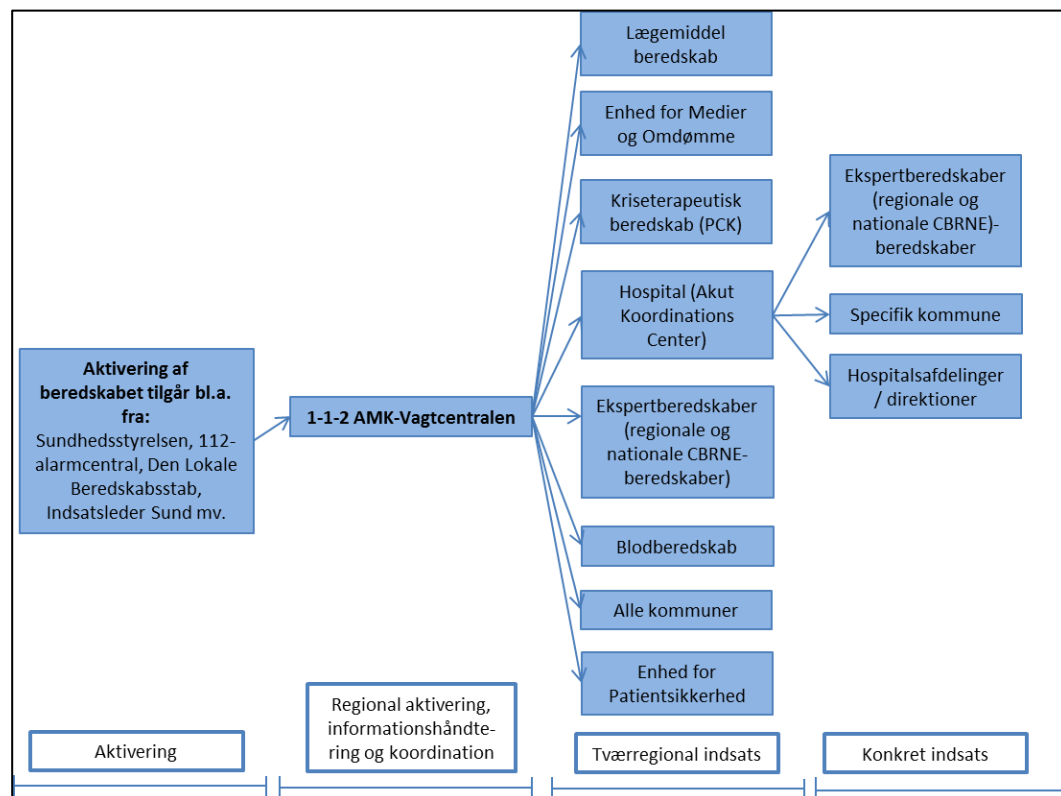 Lægemiddel
beredskab
Enhed for Medier
og Omdømme
Kriseterapeutisk
beredskab (PCK)
Hospital (Akut
Koordinations
Center)
Ekspertberedskaber
(regionale og
nationale CBRNE-
beredskaber)
Blodberedskab
Alle kommuner
Enhed for
Patientsikkerhed
Ekspertberedskaber
(regionale og
nationale CBRNE)-
beredskaber
Specifik kommune
Hospitalsafdelinger
/ direktioner
Aktivering af
beredskabet tilgår bl.a.
fra:
Sundhedsstyrelsen, 112-
alarmcentral, Den Lokale
Beredskabsstab,
Indsatsleder Sund mv.
1-1-2 AMK-Vagtcentralen
Aktivering
Regional aktivering,
informationshåndte-
ring og koordination
Tværregional indsats
Konkret indsats